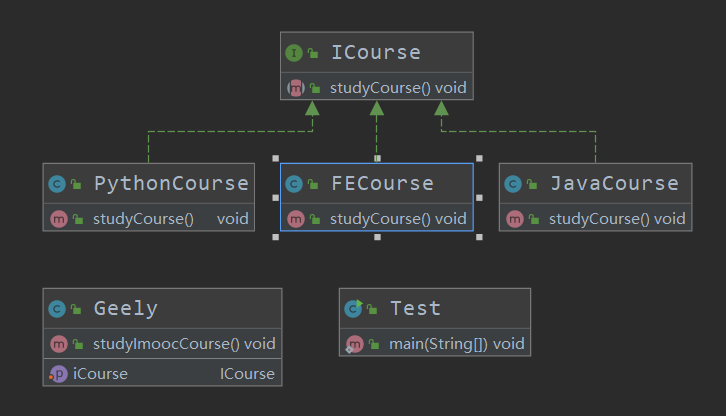 ICourse
studyCourse() void
PythonCourse
studyCourse() void
FECourse
studyCourse() void
JavaCourse
studyCourse() void
Geely
studyImoocCourse() void
iCourse ICourse
Test
main(String[]) void